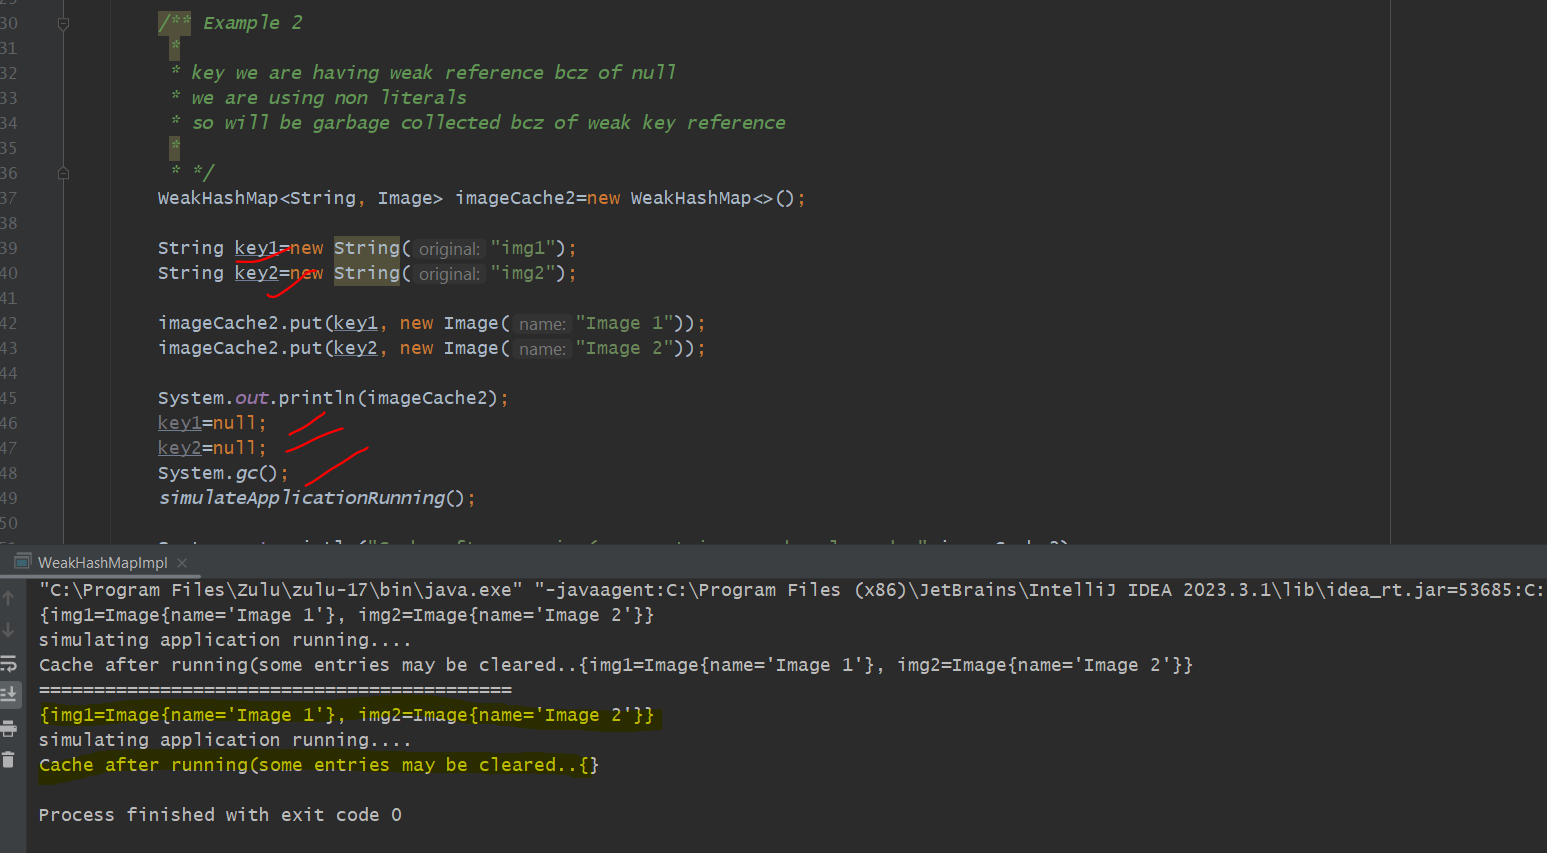 30 /** Example 2
31 *
32 * key we are having weak reference bcz of null
33 * we are using non literals
34 * so will be garbage collected bcz of weak key reference
35 *
36 * */
37 WeakHashMap<String, Image> imageCache2=new WeakHashMap<>();
38
39 String key1=new String( original: "img1");
40 String key2=new String( original: "img2");
41
42 imageCache2.put(key1, new Image( name: "Image 1"));
43 imageCache2.put(key2, new Image( name: "Image 2"));
44
45 System.out.println(imageCache2);
46 key1=null;
47 key2=null;
48 System.gc();
49 simulateApplicationRunning();
50
WeakHashMapImpl ×
"C:\Program Files\Zulu\zulu-17\bin\java.exe" "-javaagent:C:\Program Files (x86)\JetBrains\IntelliJ IDEA 2023.3.1\lib\idea_rt.jar=53685:C:
{img1=Image{name='Image 1'}, img2=Image{name='Image 2'}}
simulating application running....
Cache after running(some entries may be cleared..{img1=Image{name='Image 1'}, img2=Image{name='Image 2'}}
===========================================
{img1=Image{name='Image 1'}, img2=Image{name='Image 2'}}
simulating application running....
Cache after running(some entries may be cleared..{}
Process finished with exit code 0